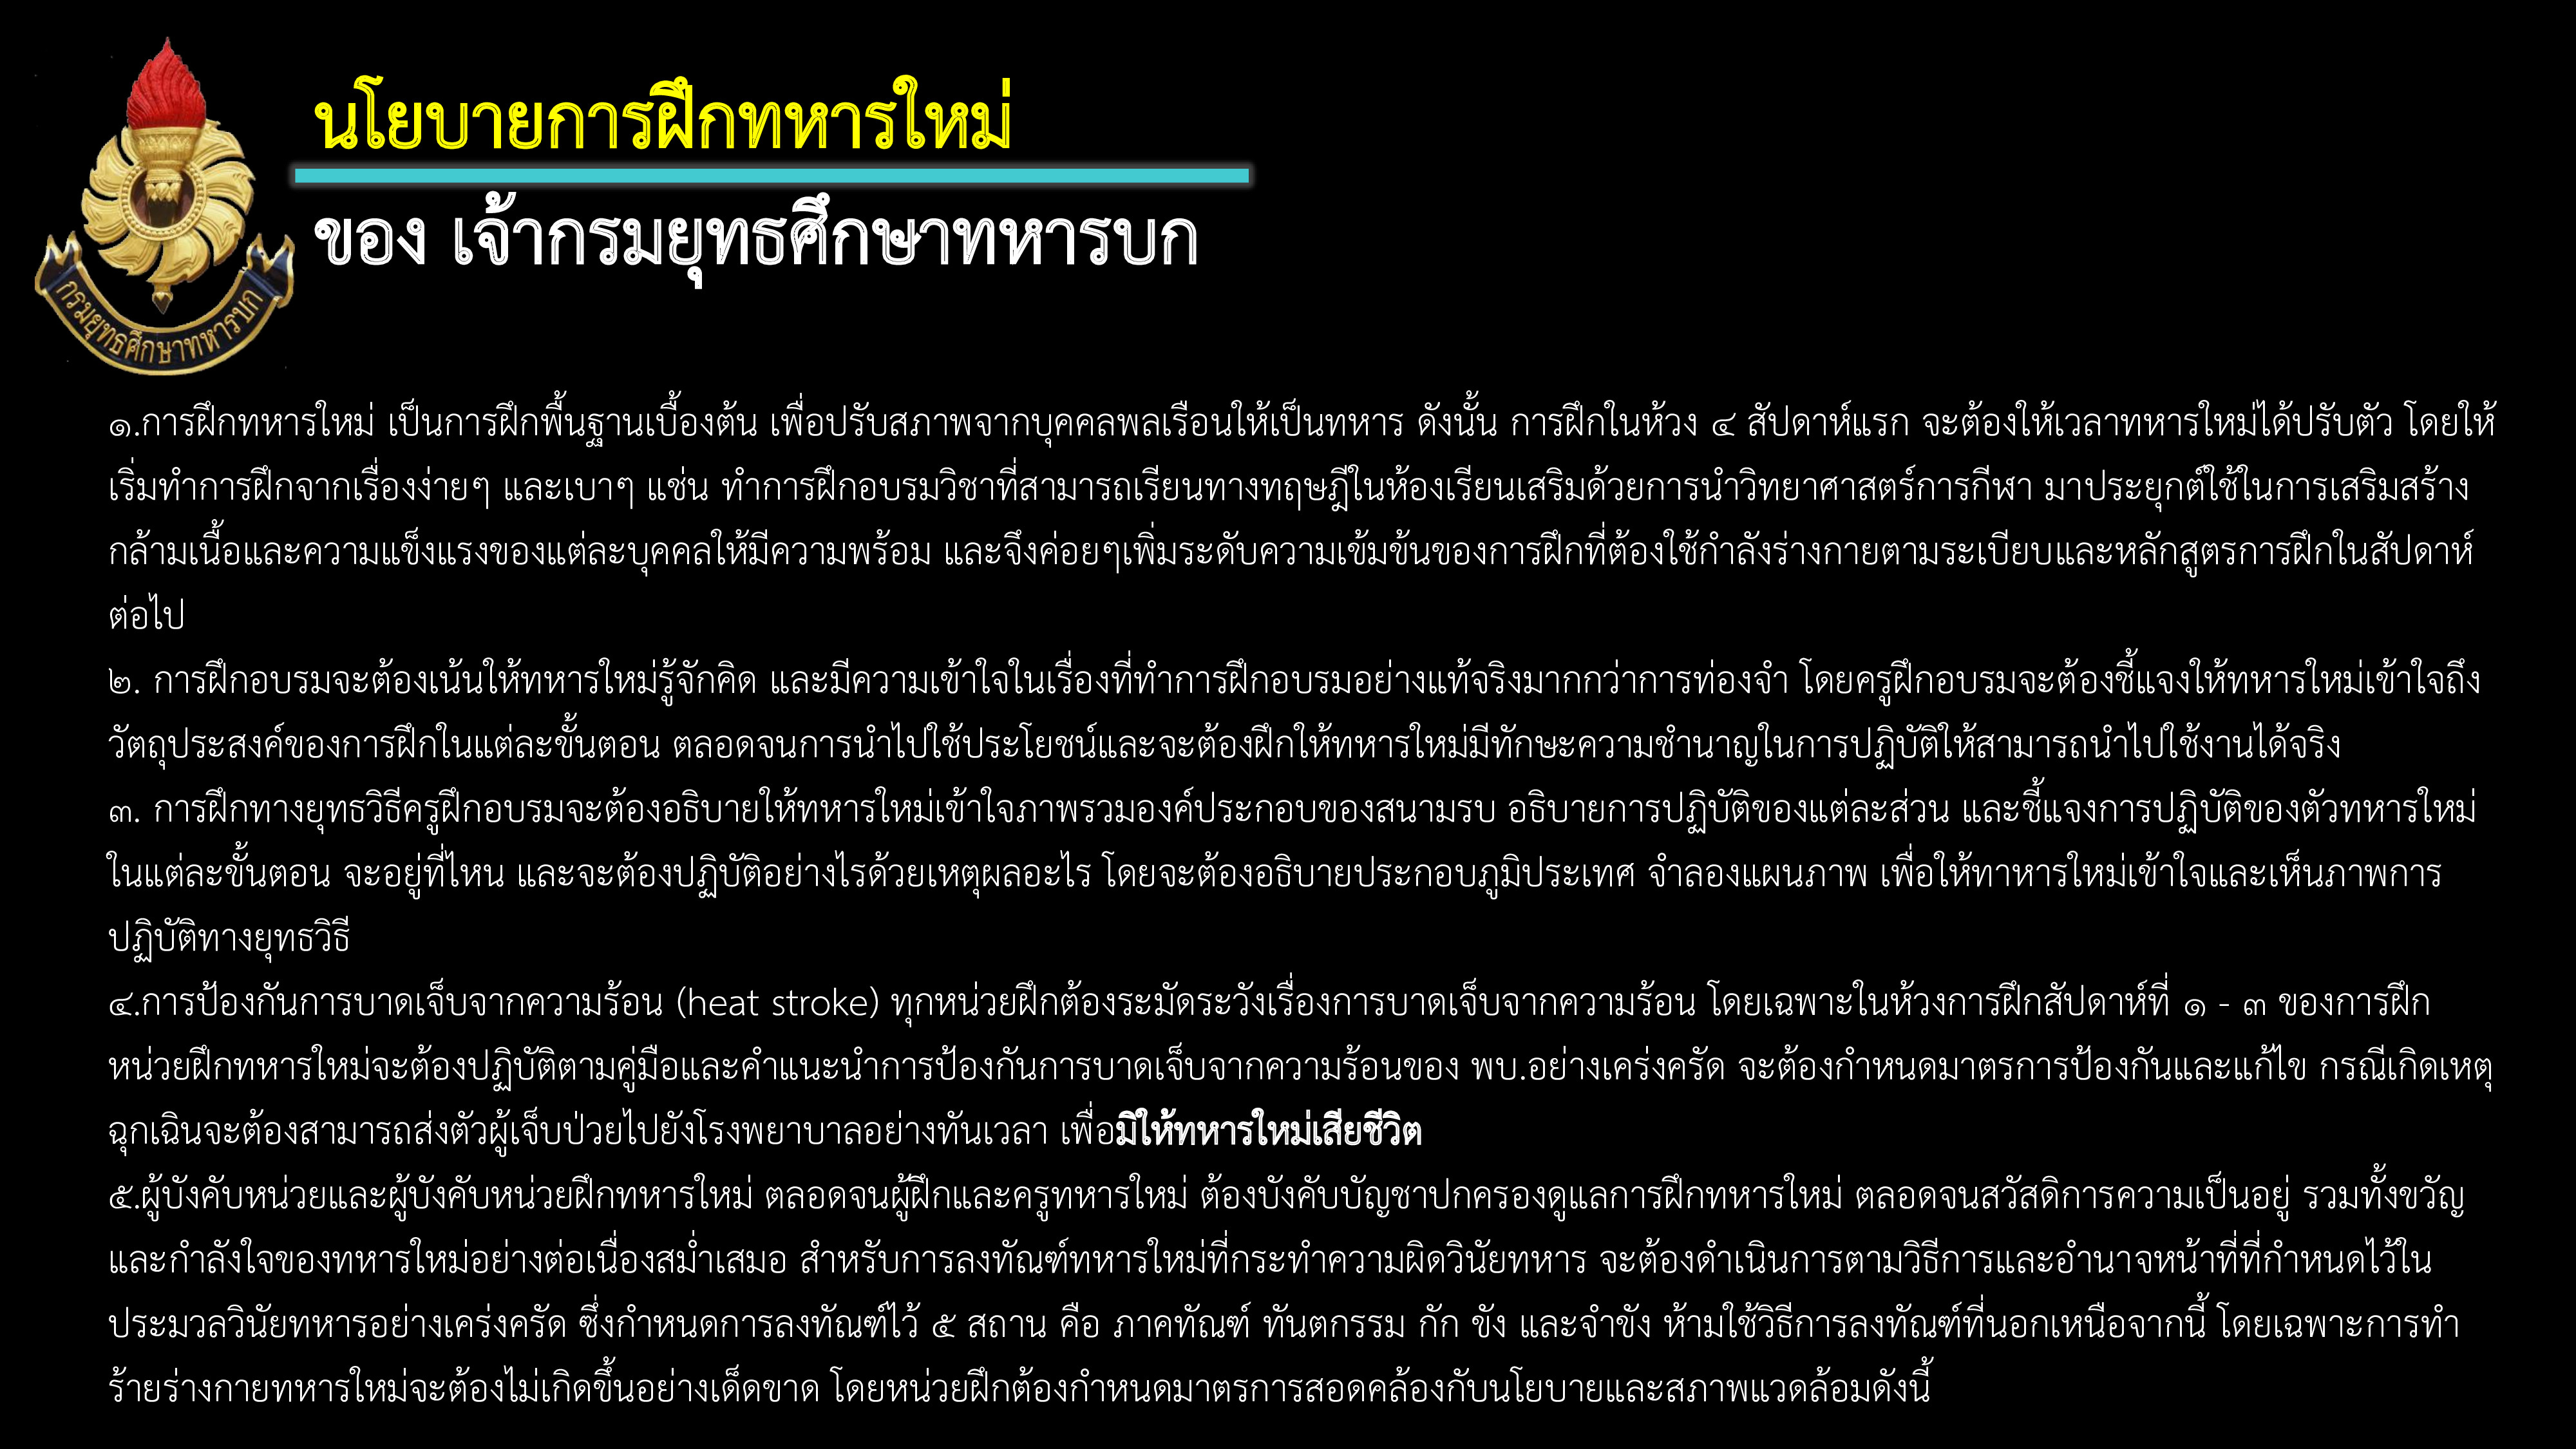 นโยบายการฝึกทหารใหม่
ของ เจ้ากรมยุทธศึกษาทหารบก
กรมยุทธศึกษาทหารบก
๑.การฝึกทหารใหม่ เป็นการฝึกพื้นฐานเบื้องต้น เพื่อปรับสภาพจากบุคคลพลเรือนให้เป็นทหาร ดังนั้น การฝึกในห้วง ๔ สัปดาห์แรก จะต้องให้เวลาทหารใหม่ได้ปรับตัว โดยให้
เริ่มทำการฝึกจากเรื่องง่ายๆ และเบาๆ แช่น ทำการฝึกอบรมวิชาที่สามารถเรียนทางทฤษฎีในห้องเรียนเสริมด้วยการนำวิทยาศาสตร์การกีฬา มาประยุกต์ใช้ในการเสริมสร้าง
กล้ามเนื้อและความแข็งแรงของแต่ละบุคคลให้มีความพร้อม และจึงค่อยๆเพิ่มระดับความเข้มข้นของการฝึกที่ต้องใช้กำลังร่างกายตามระเบียบและหลักสูตรการฝึกในสัปดาห์
ต่อไป
๒. การฝึกอบรมจะต้องเน้นให้ทหารใหม่รู้จักคิด และมีความเข้าใจในเรื่องที่ทำการฝึกอบรมอย่างแท้จริงมากกว่าการท่องจำ โดยครูฝึกอบรมจะต้องชี้แจงให้ทหารใหม่เข้าใจถึง
วัตถุประสงค์ของการฝึกในแต่ละขั้นตอน ตลอดจนการนำไปใช้ประโยชน์และจะต้องฝึกให้ทหารใหม่มีทักษะความชำนาญในการปฏิบัติให้สามารถนำไปใช้งานได้จริง
๓. การฝึกทางยุทธวิธีครูฝึกอบรมจะต้องอธิบายให้ทหารใหม่เข้าใจภาพรวมองค์ประกอบของสนามรบ อธิบายการปฏิบัติของแต่ละส่วน และชี้แจงการปฏิบัติของตัวทหารใหม่
ในแต่ละขั้นตอน จะอยู่ที่ไหน และจะต้องปฏิบัติอย่างไรด้วยเหตุผลอะไร โดยจะต้องอธิบายประกอบภูมิประเทศ จำลองแผนภาพ เพื่อให้ทาหารใหม่เข้าใจและเห็นภาพการ
ปฏิบัติทางยุทธวิธี
๔.การป้องกันการบาดเจ็บจากความร้อน (heat stroke) ทุกหน่วยฝึกต้องระมัดระวังเรื่องการบาดเจ็บจากความร้อน โดยเฉพาะในห้วงการฝึกสัปดาห์ที่ ๑ - ๓ ของการฝึก
หน่วยฝึกทหารใหม่จะต้องปฏิบัติตามคู่มือและคำแนะนำการป้องกันการบาดเจ็บจากความร้อนของ พบ.อย่างเคร่งครัด จะต้องกำหนดมาตรการป้องกันและแก้ไข กรณีเกิดเหตุ
ฉุกเฉินจะต้องสามารถส่งตัวผู้เจ็บป่วยไปยังโรงพยาบาลอย่างทันเวลา เพื่อมิให้ทหารใหม่เสียชีวิต
๕.ผู้บังคับหน่วยและผู้บังคับหน่วยฝึกทหารใหม่ ตลอดจนผู้ฝึกและครูทหารใหม่ ต้องบังคับบัญชาปกครองดูแลการฝึกทหารใหม่ ตลอดจนสวัสดิการความเป็นอยู่ รวมทั้งขวัญ
และกำลังใจของทหารใหม่อย่างต่อเนื่องสม่ำเสมอ สำหรับการลงทัณฑ์ทหารใหม่ที่กระทำความผิดวินัยทหาร จะต้องดำเนินการตามวิธีการและอำนาจหน้าที่ที่กำหนดไว้ใน
ประมวลวินัยทหารอย่างเคร่งครัด ซึ่งกำหนดการลงทัณฑ์ไว้ ๕ สถาน คือ ภาคทัณฑ์ ทันตกรรม กัก ขัง และจำขัง ห้ามใช้วิธีการลงทัณฑ์ที่นอกเหนือจากนี้ โดยเฉพาะการทำ
ร้ายร่างกายทหารใหม่จะต้องไม่เกิดขึ้นอย่างเด็ดขาด โดยหน่วยฝึกต้องกำหนดมาตรการสอดคล้องกับนโยบายและสภาพแวดล้อมดังนี้